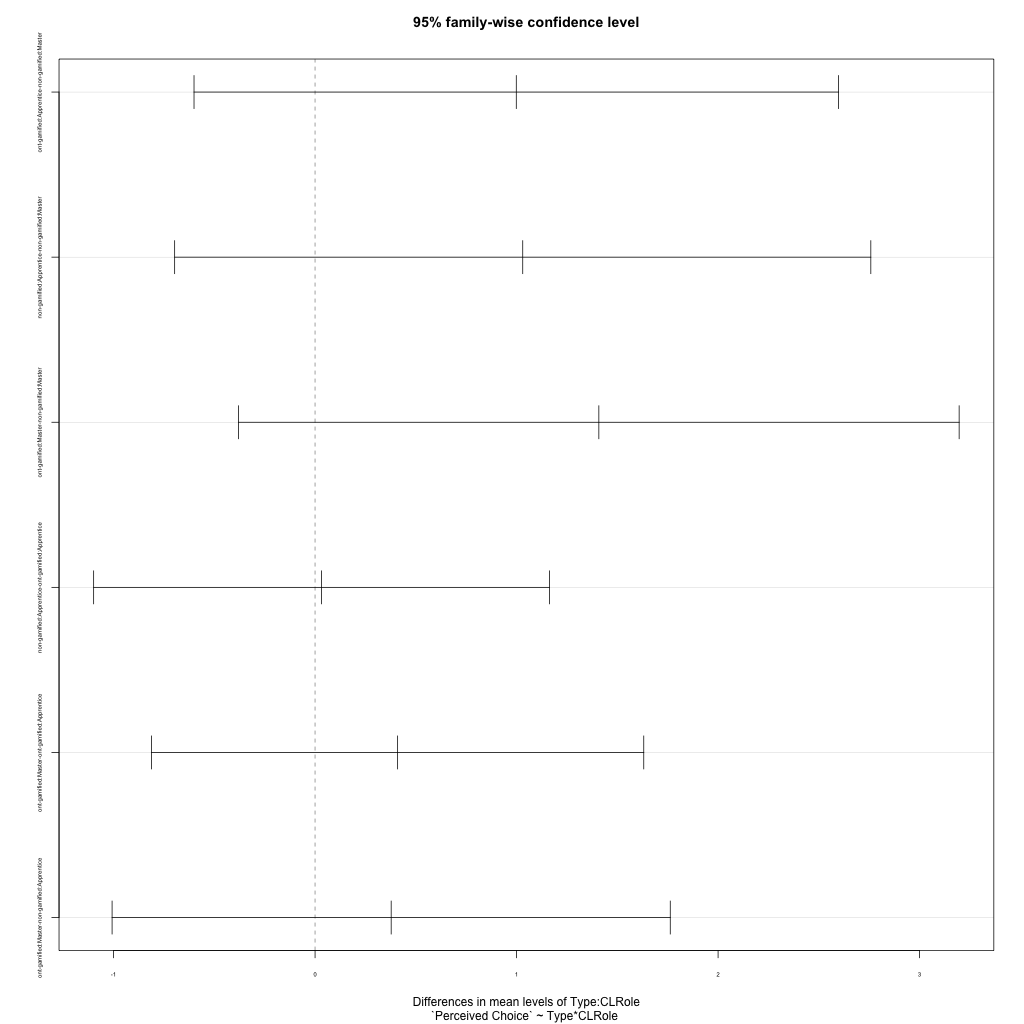 95% family-wise confidence level
ont-gamified:Apprentice-non-gamified:Master
non-gamified:Apprentice-non-gamified:Master
ont-gamified:Master-non-gamified:Master
non-gamified:Apprentice-ont-gamified:Apprentice
ont-gamified:Master-ont-gamified:Apprentice
ont-gamified:Master-non-gamified:Apprentice
-1 0 1 2 3
Differences in mean levels of Type:CLRole
`Perceived Choice` ~ Type*CLRole